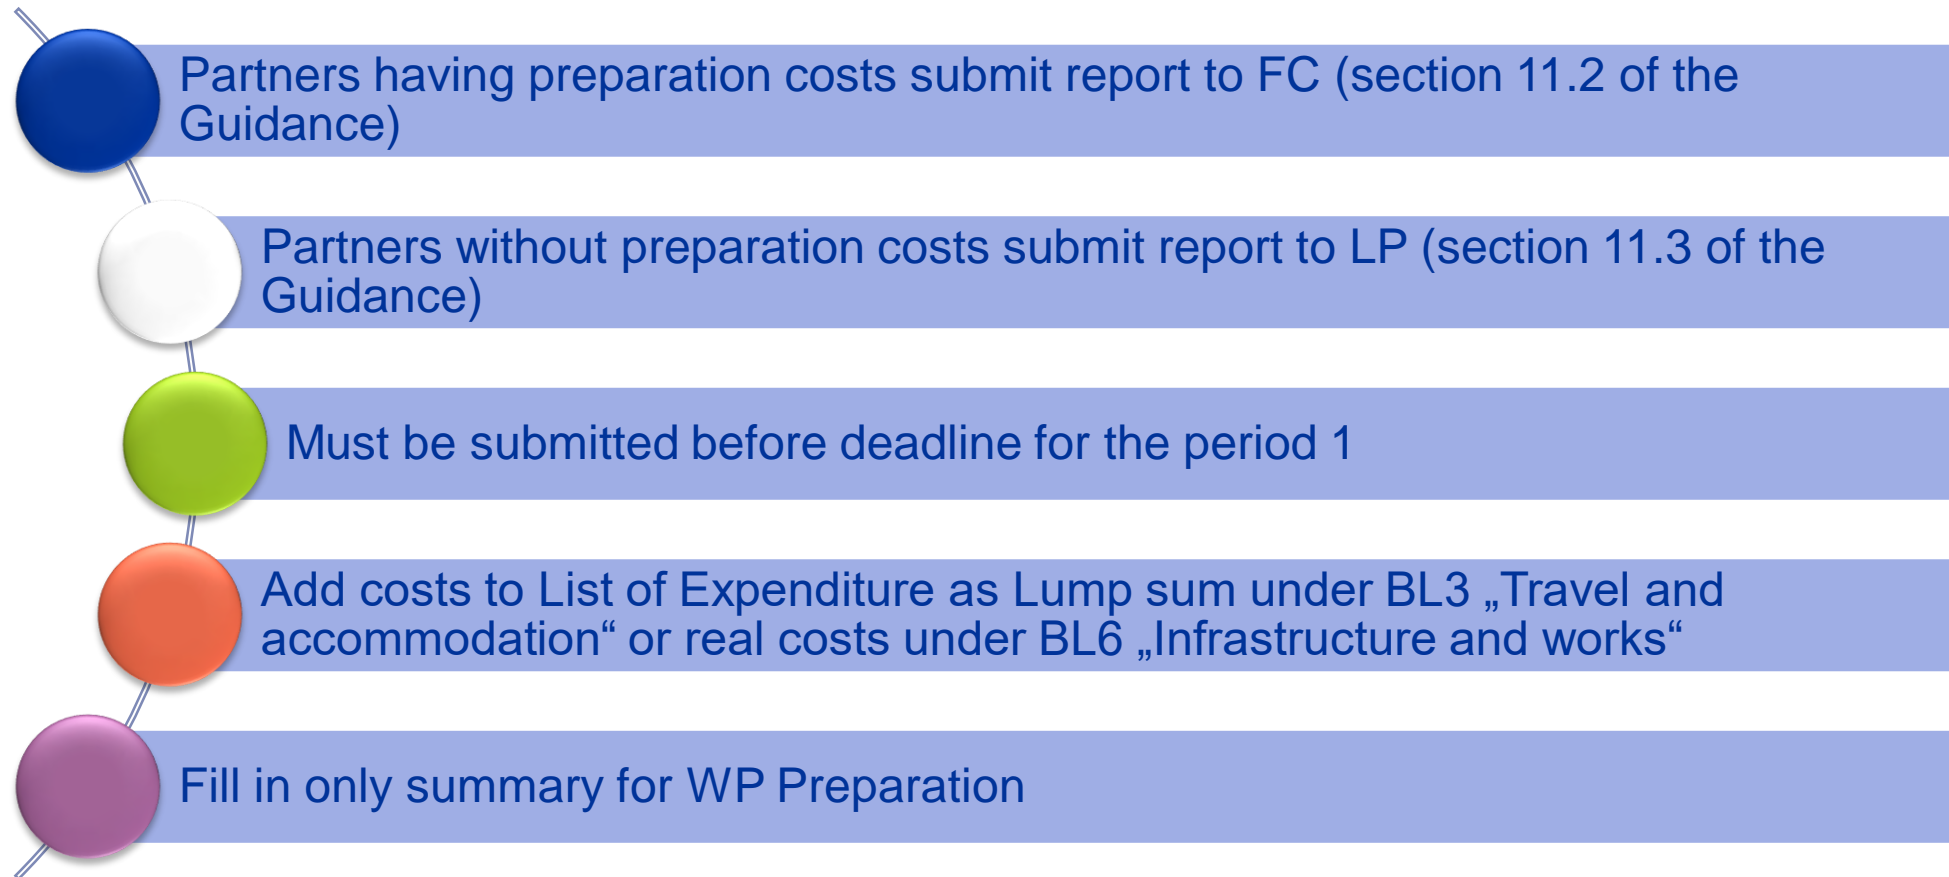 Partners having preparation costs submit report to FC (section 11.2 of the
Guidance)
Partners without preparation costs submit report to LP (section 11.3 of the
Guidance)
Must be submitted before deadline for the period 1
Add costs to List of Expenditure as Lump sum under BL3 „Travel and
accommodation“ or real costs under BL6 „Infrastructure and works“
Fill in only summary for WP Preparation